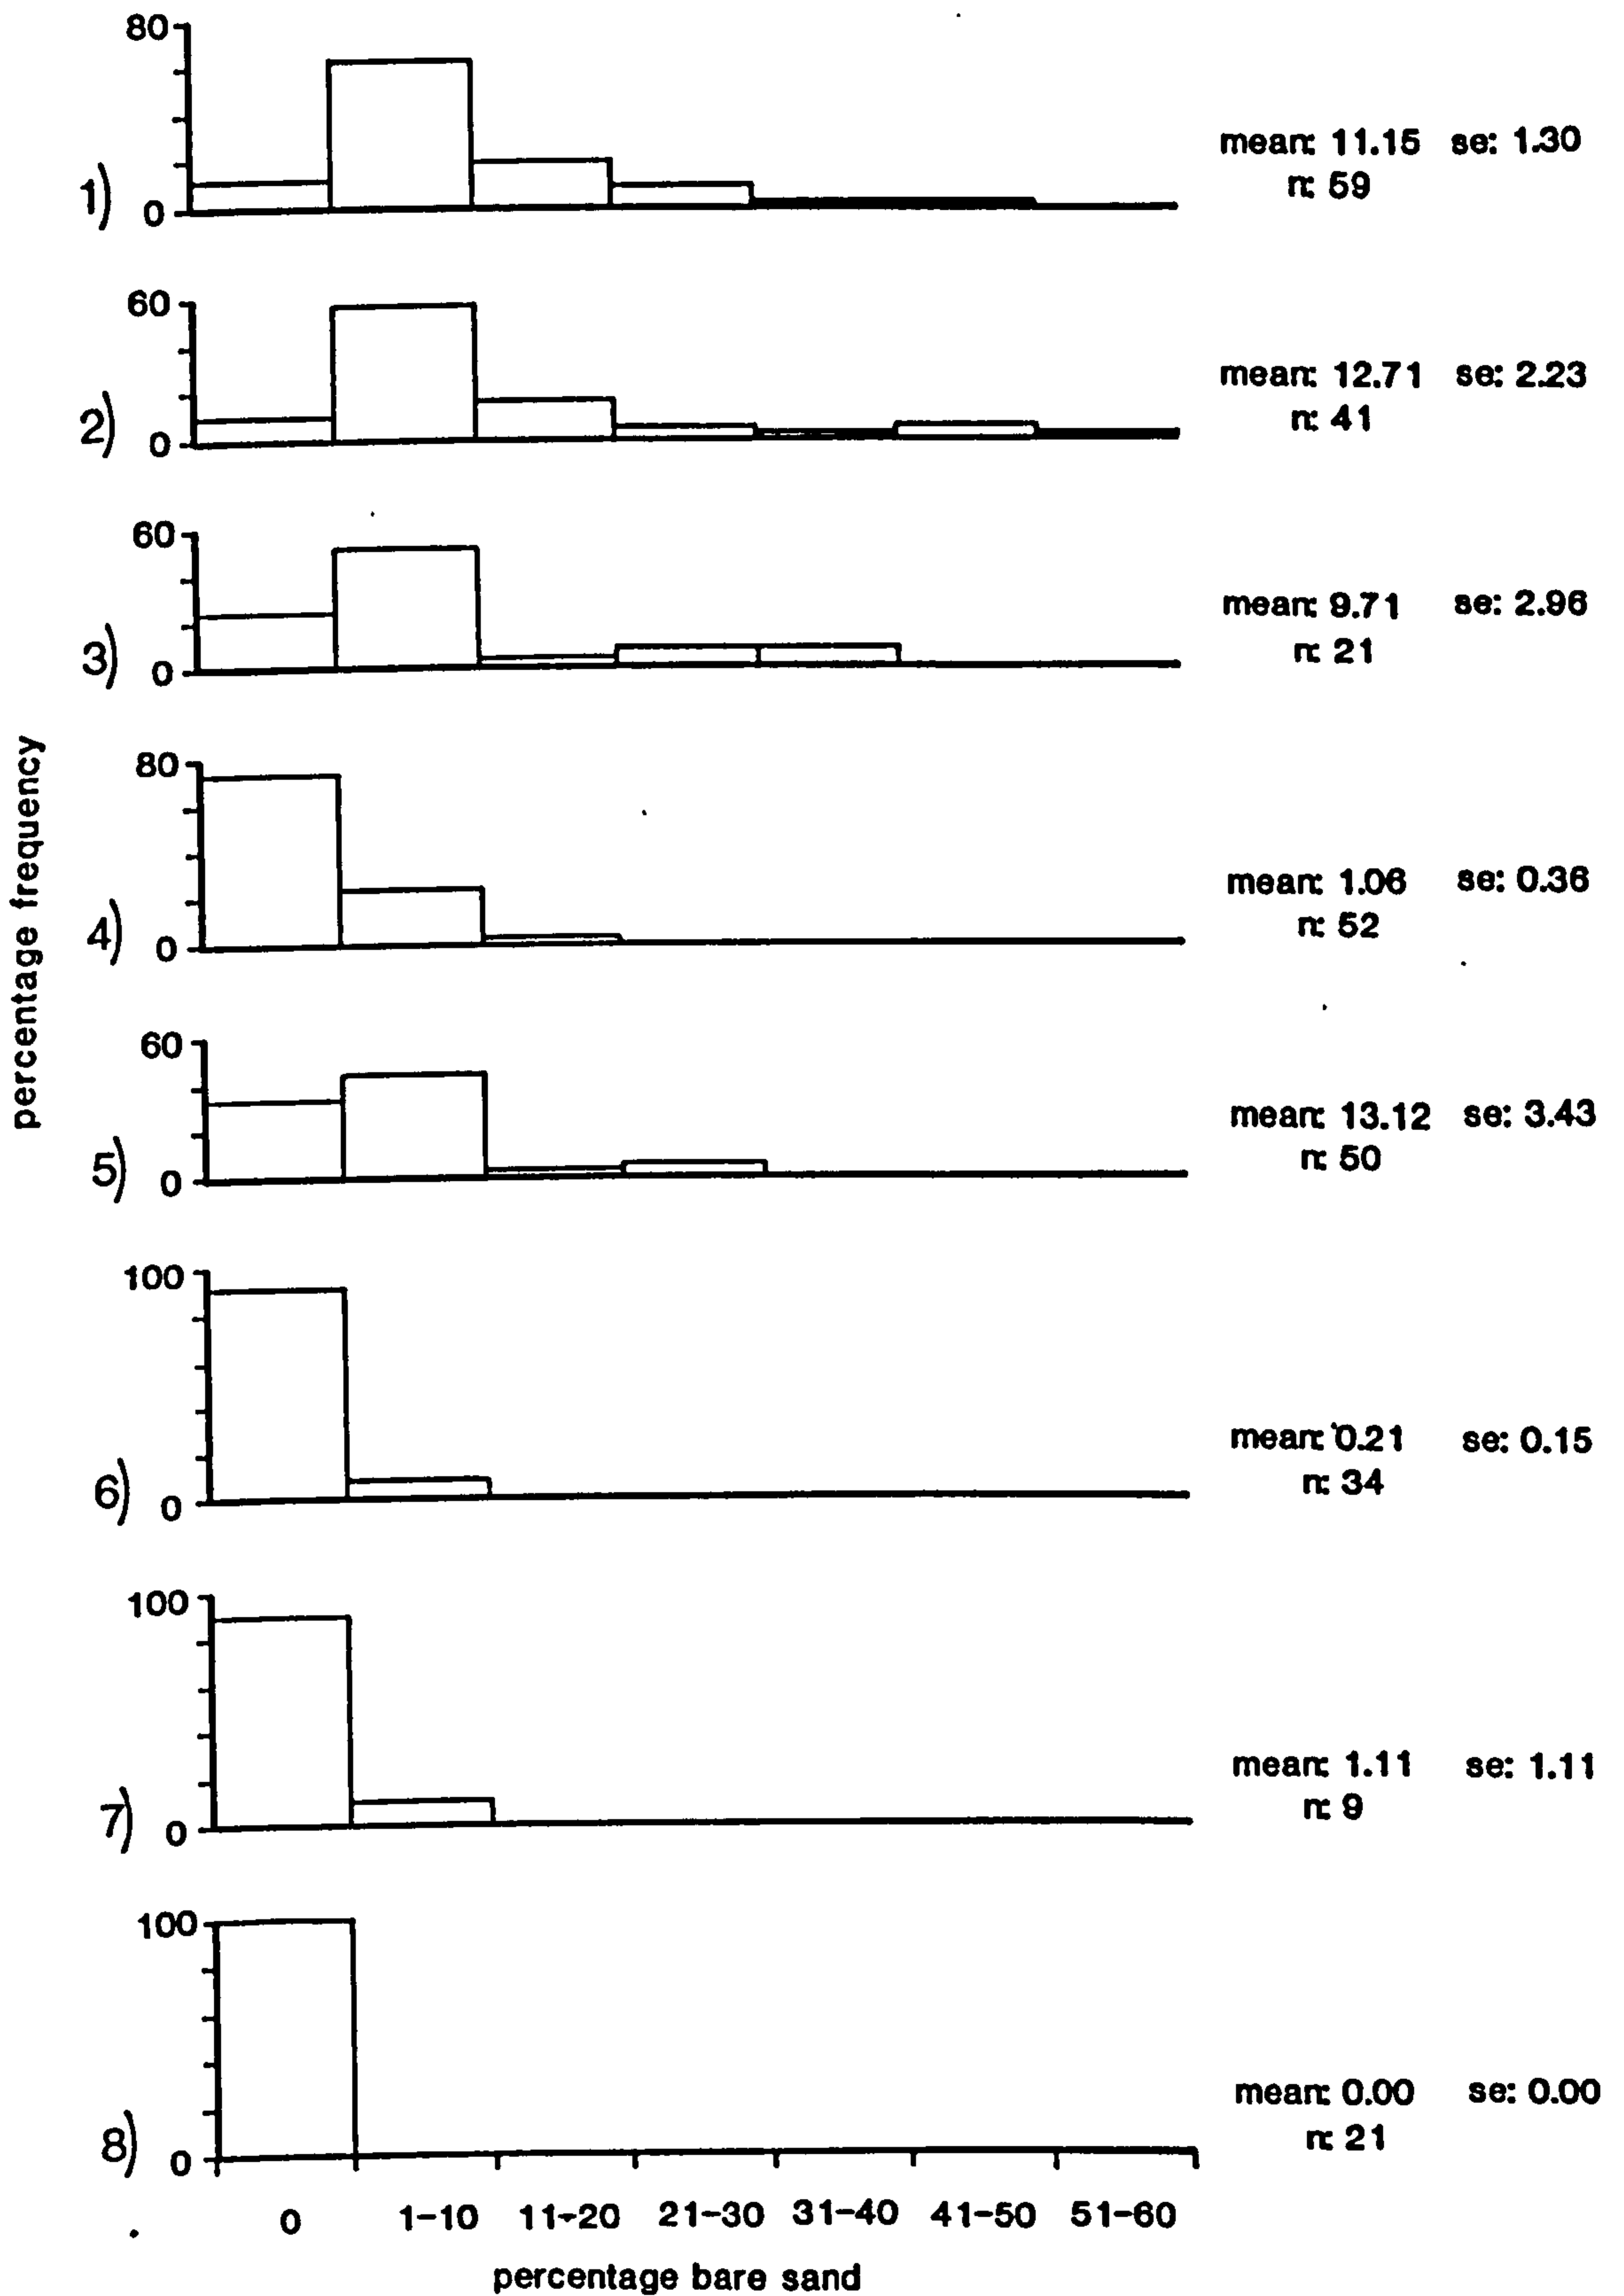 80
1)
0
mean: 11.15 se: 1.30
n: 59
60
2)
0
mean: 12.71 se: 2.23
n: 41
60
3)
0
mean: 9.71 se: 2.96
n: 21
percentage frequency
80
4)
0
mean: 1.06 se: 0.36
n: 52
60
5)
0
mean: 13.12 se: 3.43
n: 50
100
6)
0
mean: 0.21 se: 0.15
n: 34
100
7)
0
mean: 1.11 se: 1.11
n: 9
100
8)
0
mean: 0.00 se: 0.00
n: 21
0 1-10 11-20 21-30 31-40 41-50 51-60
percentage bare sand